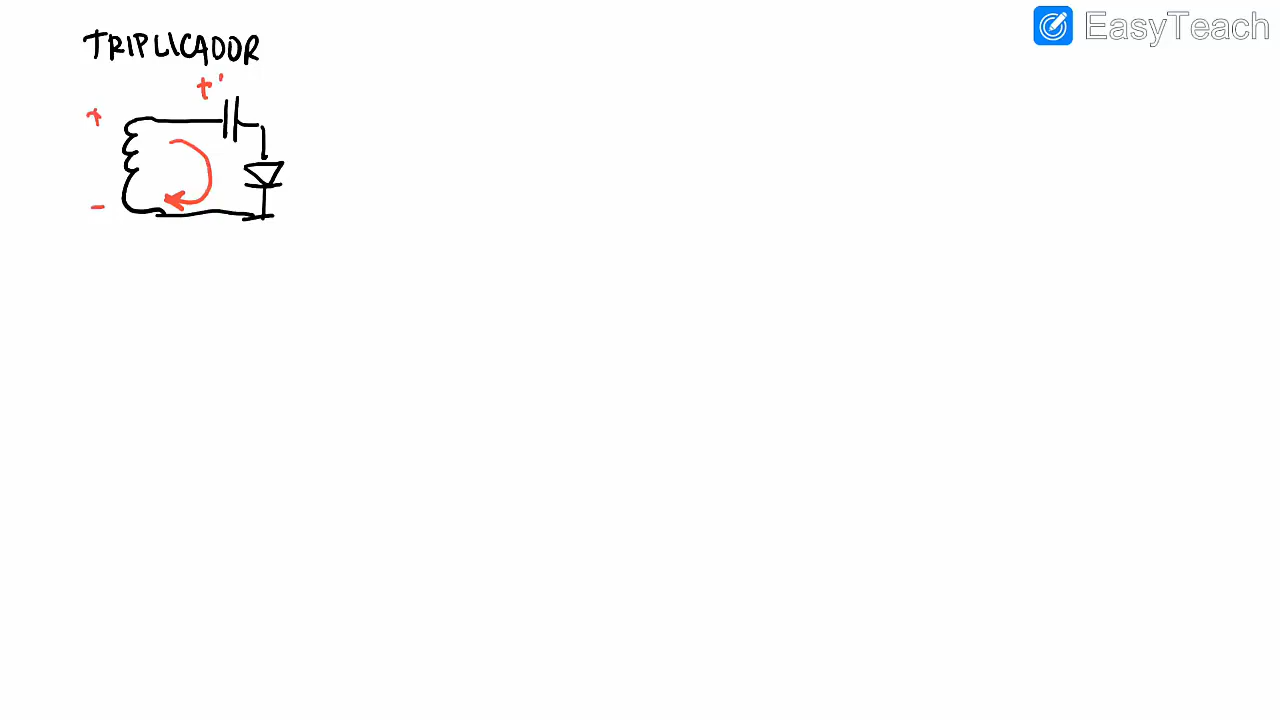 EasyTeach
TRIPLICADOR
+'
+
-